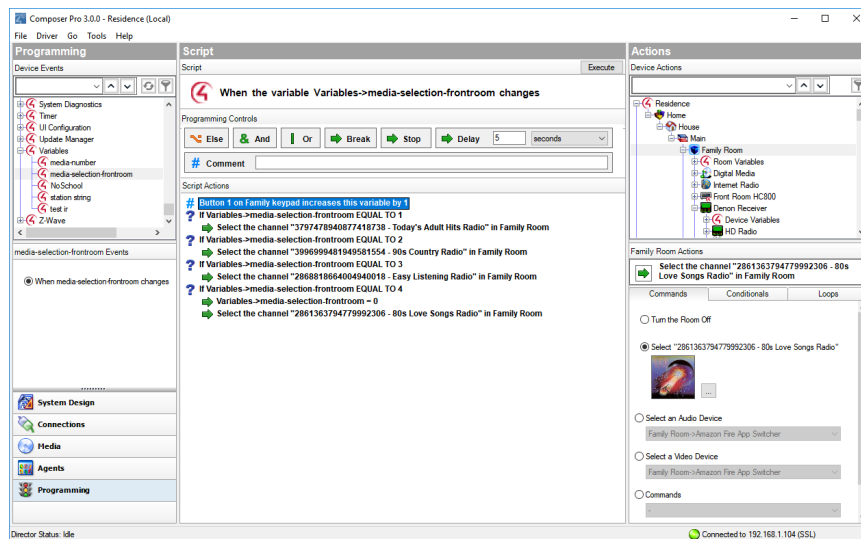 Composer Pro 3.0.0 - Residence (Local)
File Driver Go Tools Help
Programming
Device Events
System Diagnostics
Timer
UI Configuration
Update Manager
Variables
media-number
media-selection-frontroom
NoSchool
station string
test ir
Z-Wave
media-selection-frontroom Events
When media-selection-frontroom changes
System Design
Connections
Media
Agents
Programming
Script
Script
Execute
When the variable Variables->media-selection-frontroom changes
Programming Controls
Else
And
Or
Break
Stop
Delay
5
seconds
# Comment
Script Actions
# Button 1 on Family keypad increases this variable by 1
? If Variables->media-selection-frontroom EQUAL TO 1
Select the channel "3797478940877418738 - Today's Adult Hits Radio" in Family Room
? If Variables->media-selection-frontroom EQUAL TO 2
Select the channel "3996999481949581554 - 90s Country Radio" in Family Room
? If Variables->media-selection-frontroom EQUAL TO 3
Select the channel "2688818664004940018 - Easy Listening Radio" in Family Room
? If Variables->media-selection-frontroom EQUAL TO 4
Variables->media-selection-frontroom = 0
Select the channel "2861363794779992306 - 80s Love Songs Radio" in Family Room
Actions
Device Actions
Residence
Home
House
Main
Family Room
Room Variables
Digital Media
Internet Radio
Front Room HC800
Denon Receiver
Device Variables
HD Radio
Family Room Actions
Select the channel "2861363794779992306 - 80s
Love Songs Radio" in Family Room
Commands
Conditionals
Loops
Turn the Room Off
Select "2861363794779992306 - 80s Love Songs Radio"
...
Select an Audio Device
Family Room->Amazon Fire App Switcher
Select a Video Device
Family Room->Amazon Fire App Switcher
Commands
-
Director Status: Idle
Connected to 192.168.1.104 (SSL)